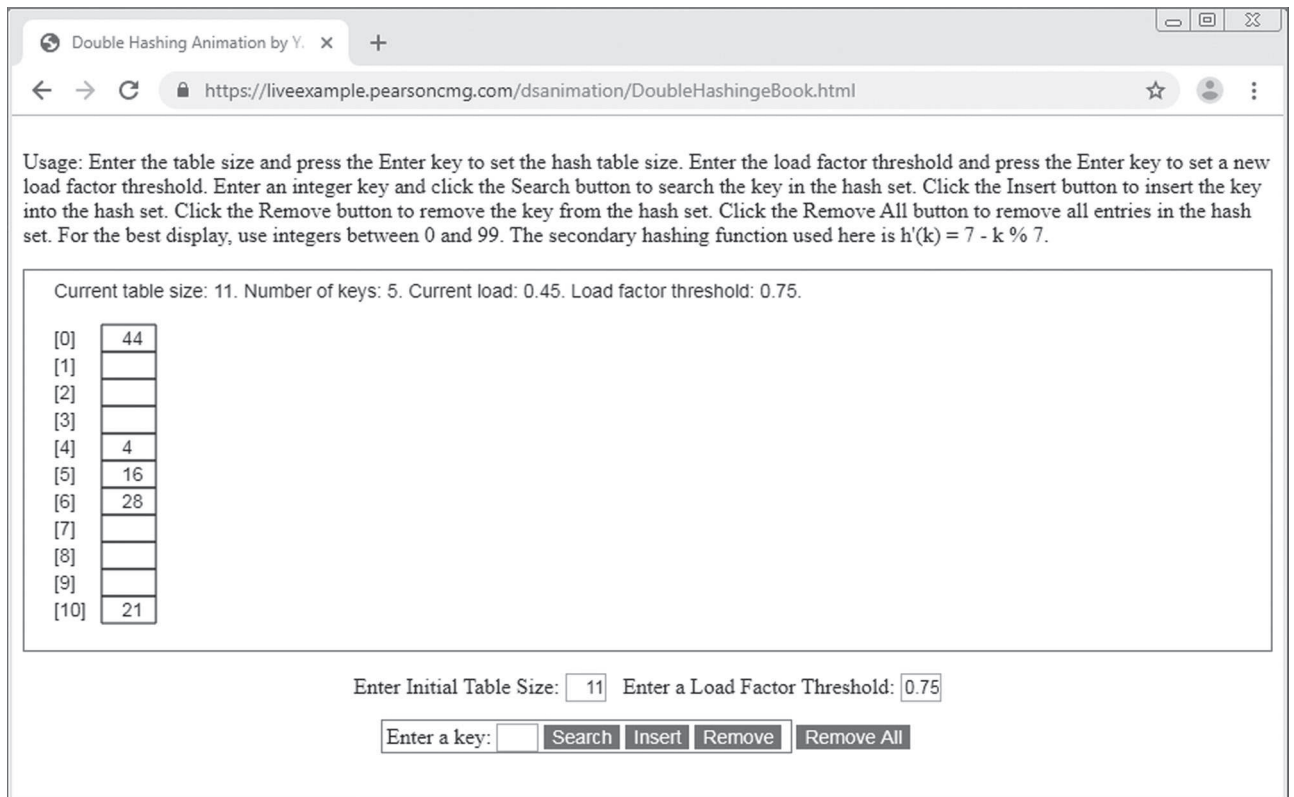 Double Hashing Animation by Y.
https://liveexample.pearsoncmg.com/dsanimation/DoubleHashingeBook.html
Usage: Enter the table size and press the Enter key to set the hash table size. Enter the load factor threshold and press the Enter key to set a new
load factor threshold. Enter an integer key and click the Search button to search the key in the hash set. Click the Insert button to insert the key
into the hash set. Click the Remove button to remove the key from the hash set. Click the Remove All button to remove all entries in the hash
set. For the best display, use integers between 0 and 99. The secondary hashing function used here is h'(k) = 7 - k % 7.
Current table size: 11. Number of keys: 5. Current load: 0.45. Load factor threshold: 0.75.
[0] 44
[1]
[2]
[3]
[4] 4
[5] 16
[6] 28
[7]
[8]
[9]
[10] 21
Enter Initial Table Size: 11 Enter a Load Factor Threshold: 0.75
Enter a key: Search Insert Remove Remove All